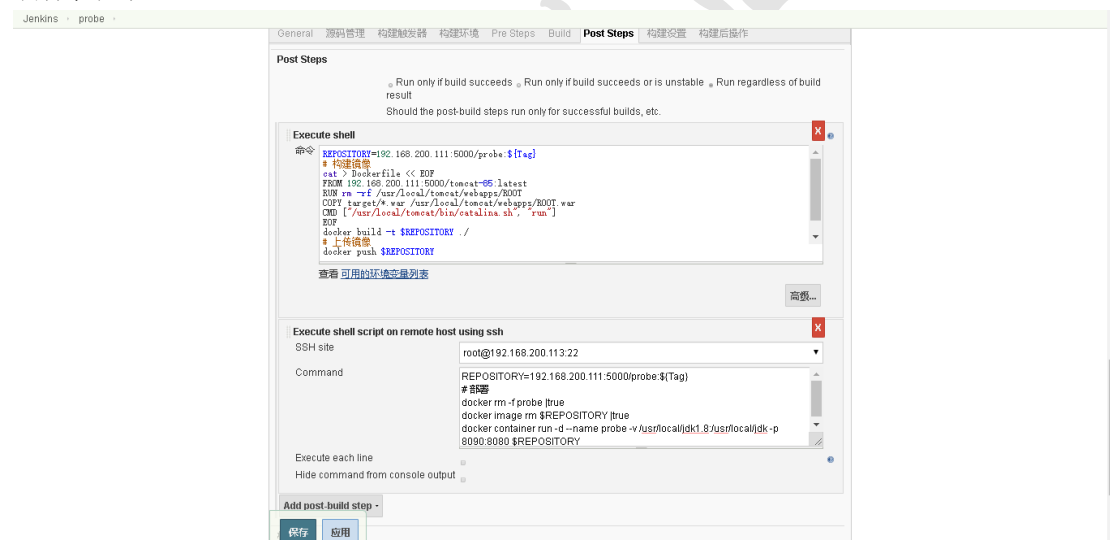 Jenkins › probe ›
General 源码管理 构建触发器 构建环境 Pre Steps Build Post Steps 构建设置 构建后操作
Post Steps
Run only if build succeeds Run only if build succeeds or is unstable Run regardless of build
result
Should the post-build steps run only for successful builds, etc.
Execute shell
X
命令
REPOSITORY=192.168.200.111:5000/probe:${Tag}
# 构建镜像
cat > Dockerfile << EOF
FROM 192.168.200.111:5000/tomcat-85:latest
RUN rm -rf /usr/local/tomcat/webapps/ROOT
COPY target/*.war /usr/local/tomcat/webapps/ROOT.war
CMD ["/usr/local/tomcat/bin/catalina.sh", "run"]
EOF
docker build -t $REPOSITORY ./
# 上传镜像
docker push $REPOSITORY
查看 可用的环境变量列表
高级...
Execute shell script on remote host using ssh
X
SSH site
root@192.168.200.113:22
Command
REPOSITORY=192.168.200.111:5000/probe:${Tag}
# 部署
docker rm -f probe |true
docker image rm $REPOSITORY |true
docker container run -d --name probe -v /usr/local/jdk1.8:/usr/local/jdk -p
8090:8080 $REPOSITORY
Execute each line
Hide command from console output
Add post-build step
保存 应用